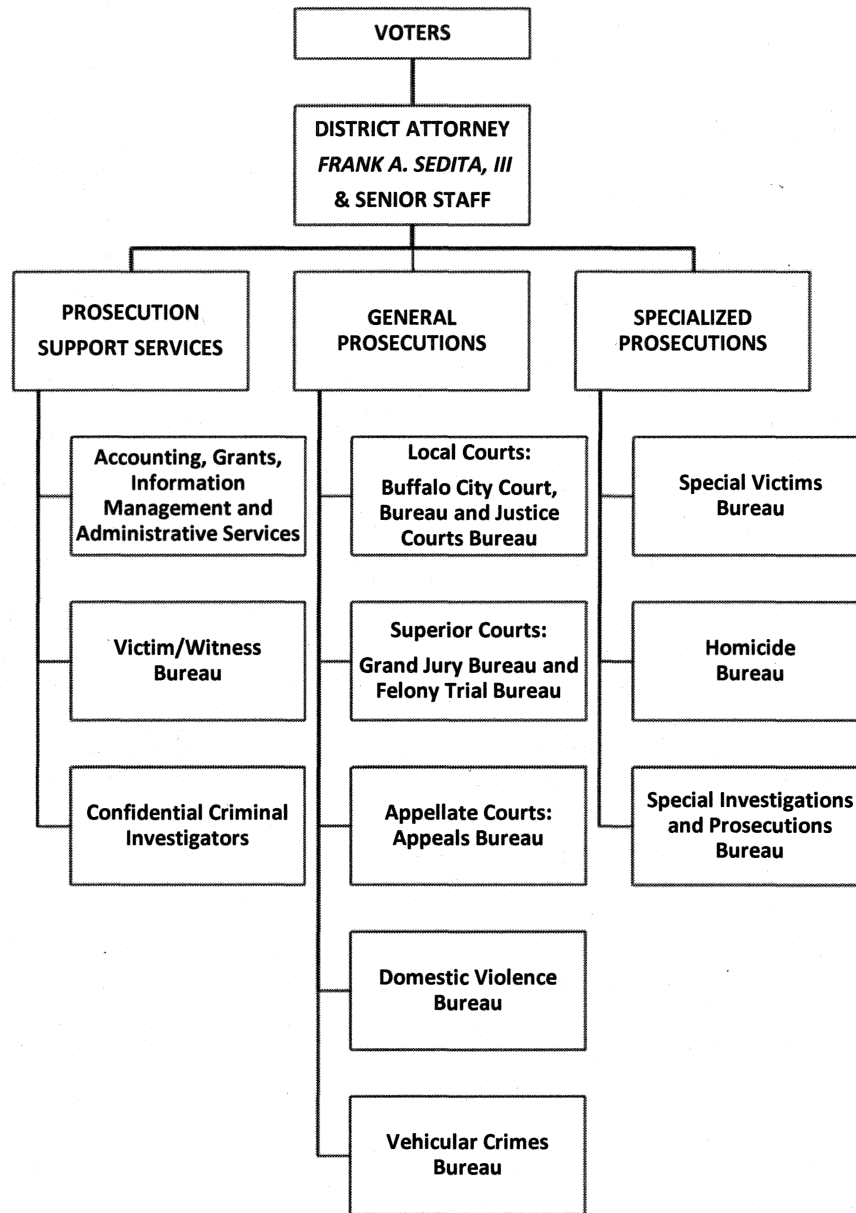 VOTERS
DISTRICT ATTORNEY
FRANK A. SEDITA, III
& SENIOR STAFF
PROSECUTION
SUPPORT SERVICES
GENERAL
PROSECUTIONS
SPECIALIZED
PROSECUTIONS
Accounting, Grants,
Information
Management and
Administrative Services
Victim/Witness
Bureau
Confidential Criminal
Investigators
Local Courts:
Buffalo City Court,
Bureau and Justice
Courts Bureau
Superior Courts:
Grand Jury Bureau and
Felony Trial Bureau
Appellate Courts:
Appeals Bureau
Domestic Violence
Bureau
Vehicular Crimes
Bureau
Special Victims
Bureau
Homicide
Bureau
Special Investigations
and Prosecutions
Bureau